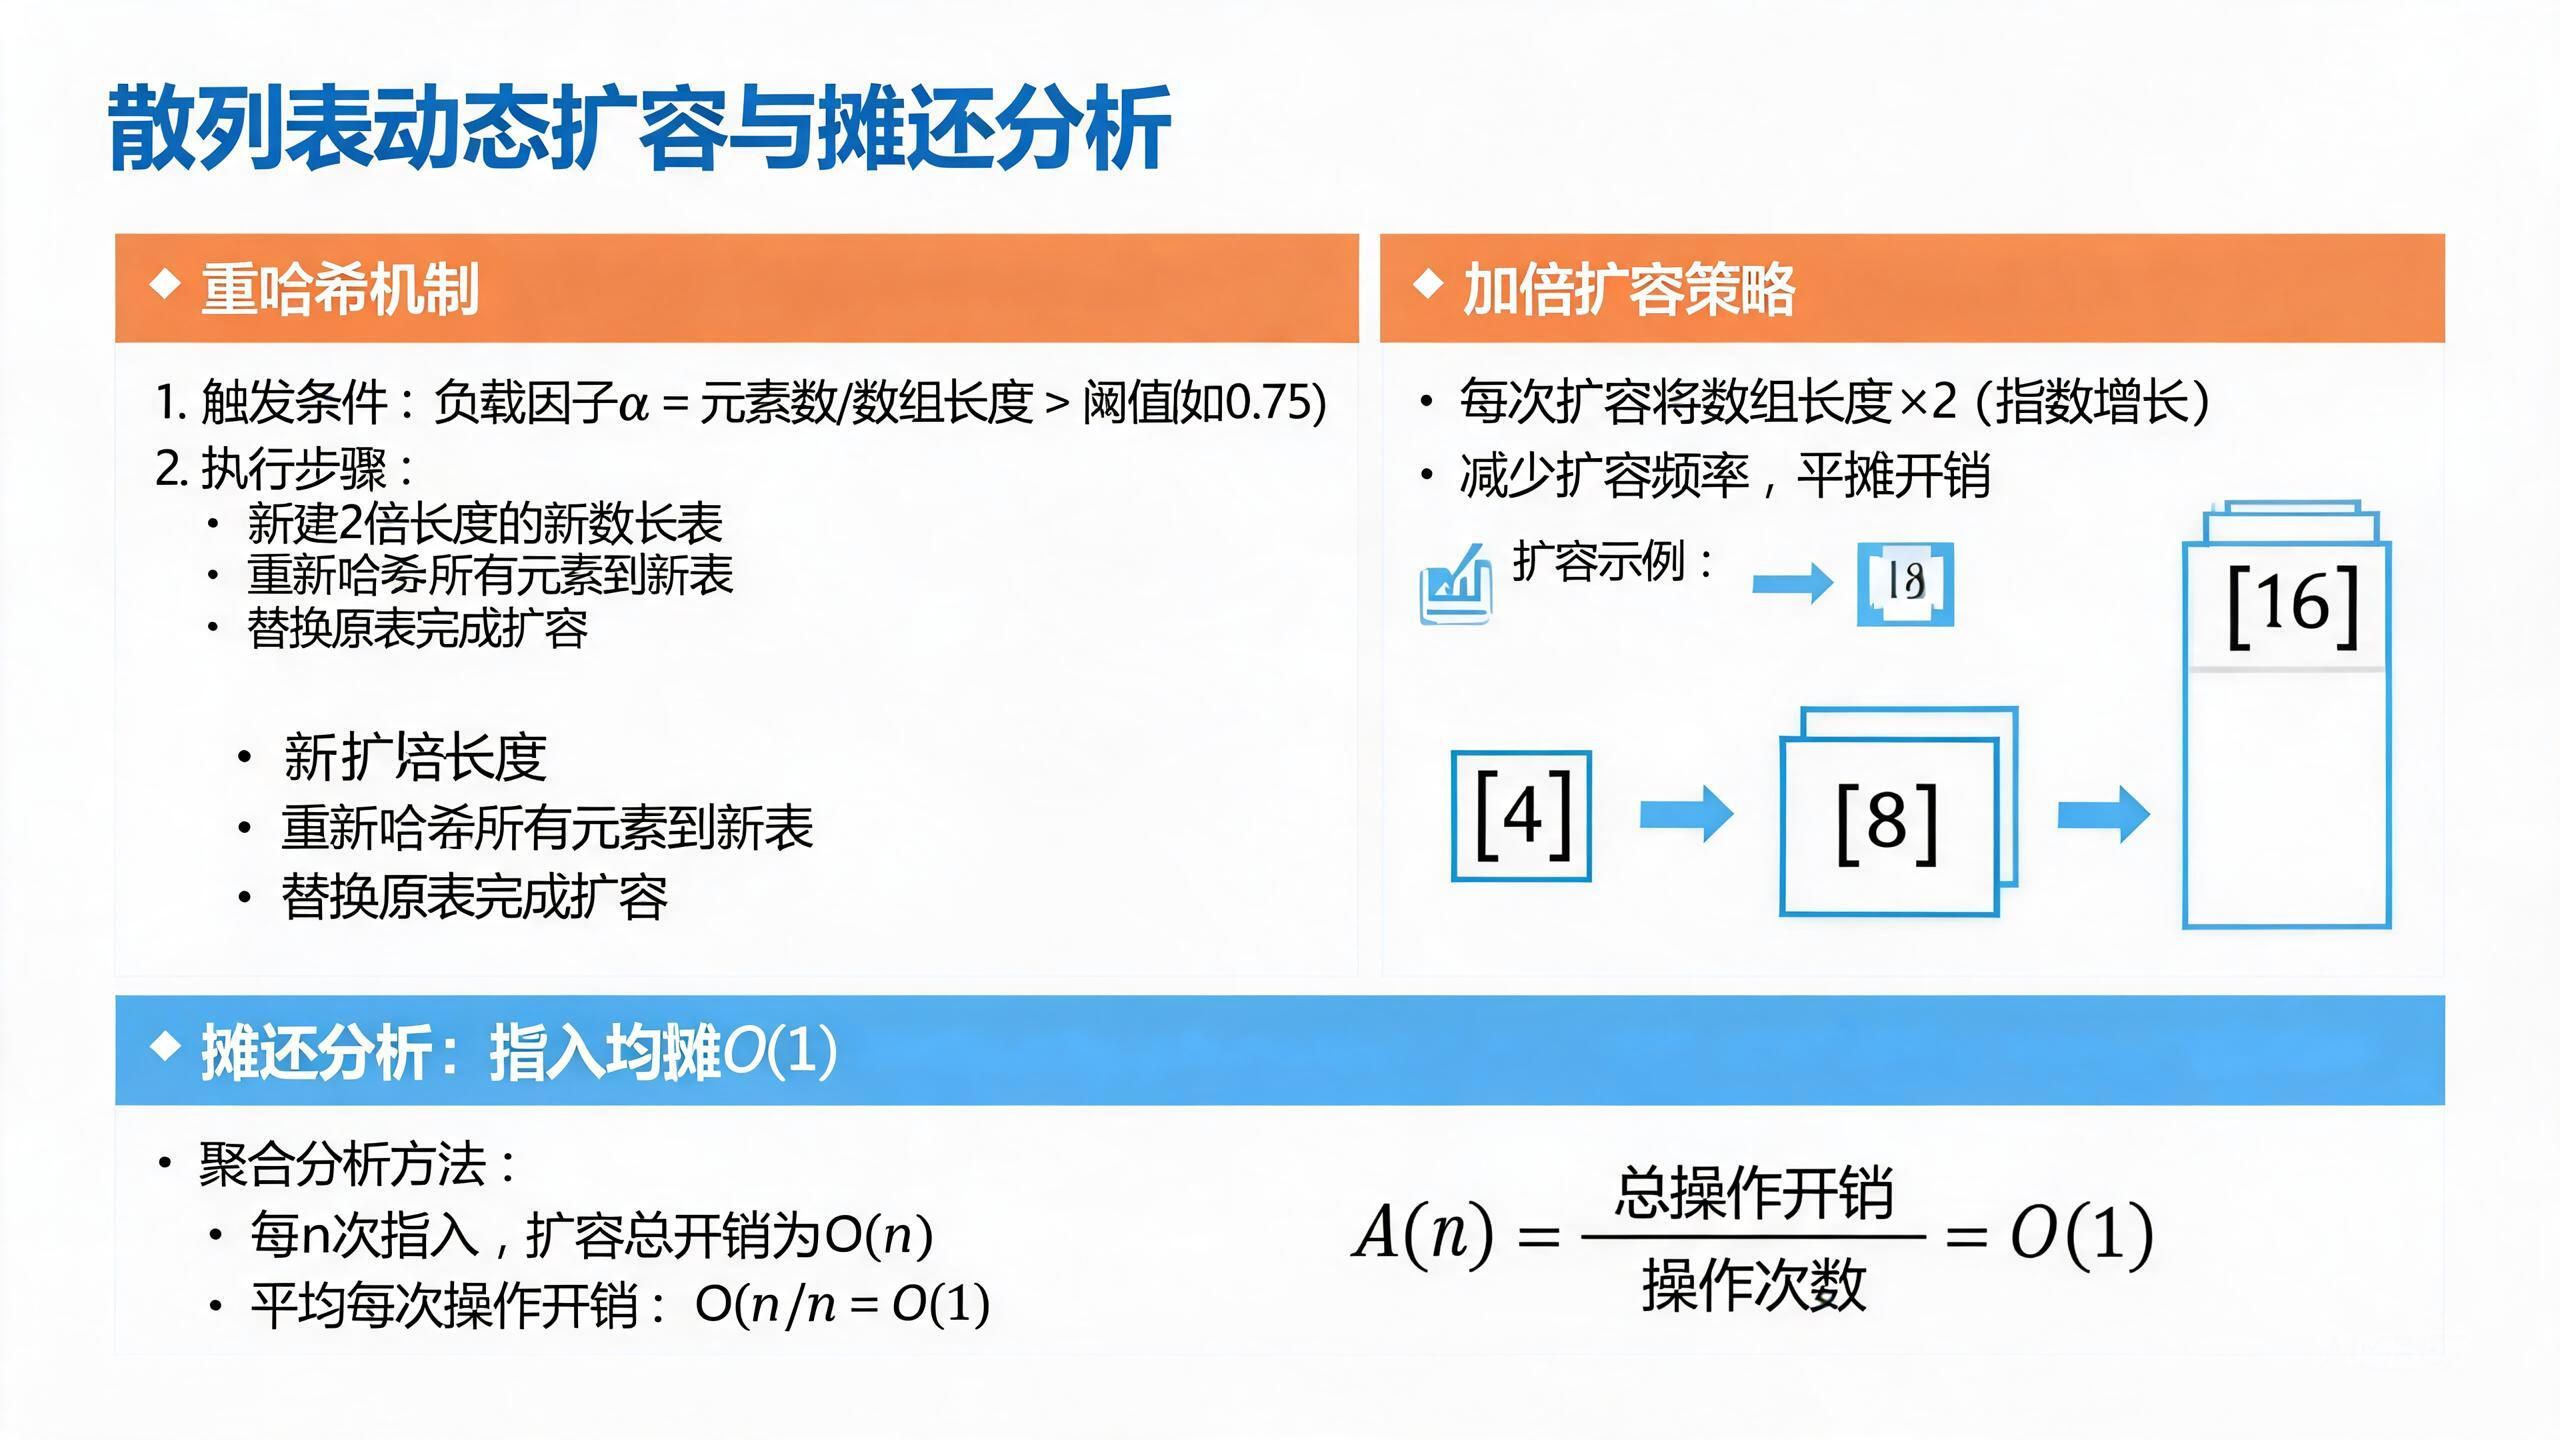 散列表动态扩容与摊还分析
◆ 重哈希机制
1. 触发条件：负载因子α = 元素数/数组长度 > 阈值(如0.75)
2. 执行步骤：
• 新建2倍长度的新数长表
• 重新哈希所有元素到新表
• 替换原表完成扩容
• 新扩倍长度
• 重新哈希所有元素到新表
• 替换原表完成扩容
◆ 加倍扩容策略
• 每次扩容将数组长度×2 (指数增长)
• 减少扩容频率，平摊开销
扩容示例：
[4]
[8]
[16]
◆ 摊还分析：指入均摊O(1)
• 聚合分析方法：
• 每n次指入，扩容总开销为O(n)
• 平均每次操作开销：O(n/n = O(1)
A(n) = 总操作开销 / 操作次数 = O(1)